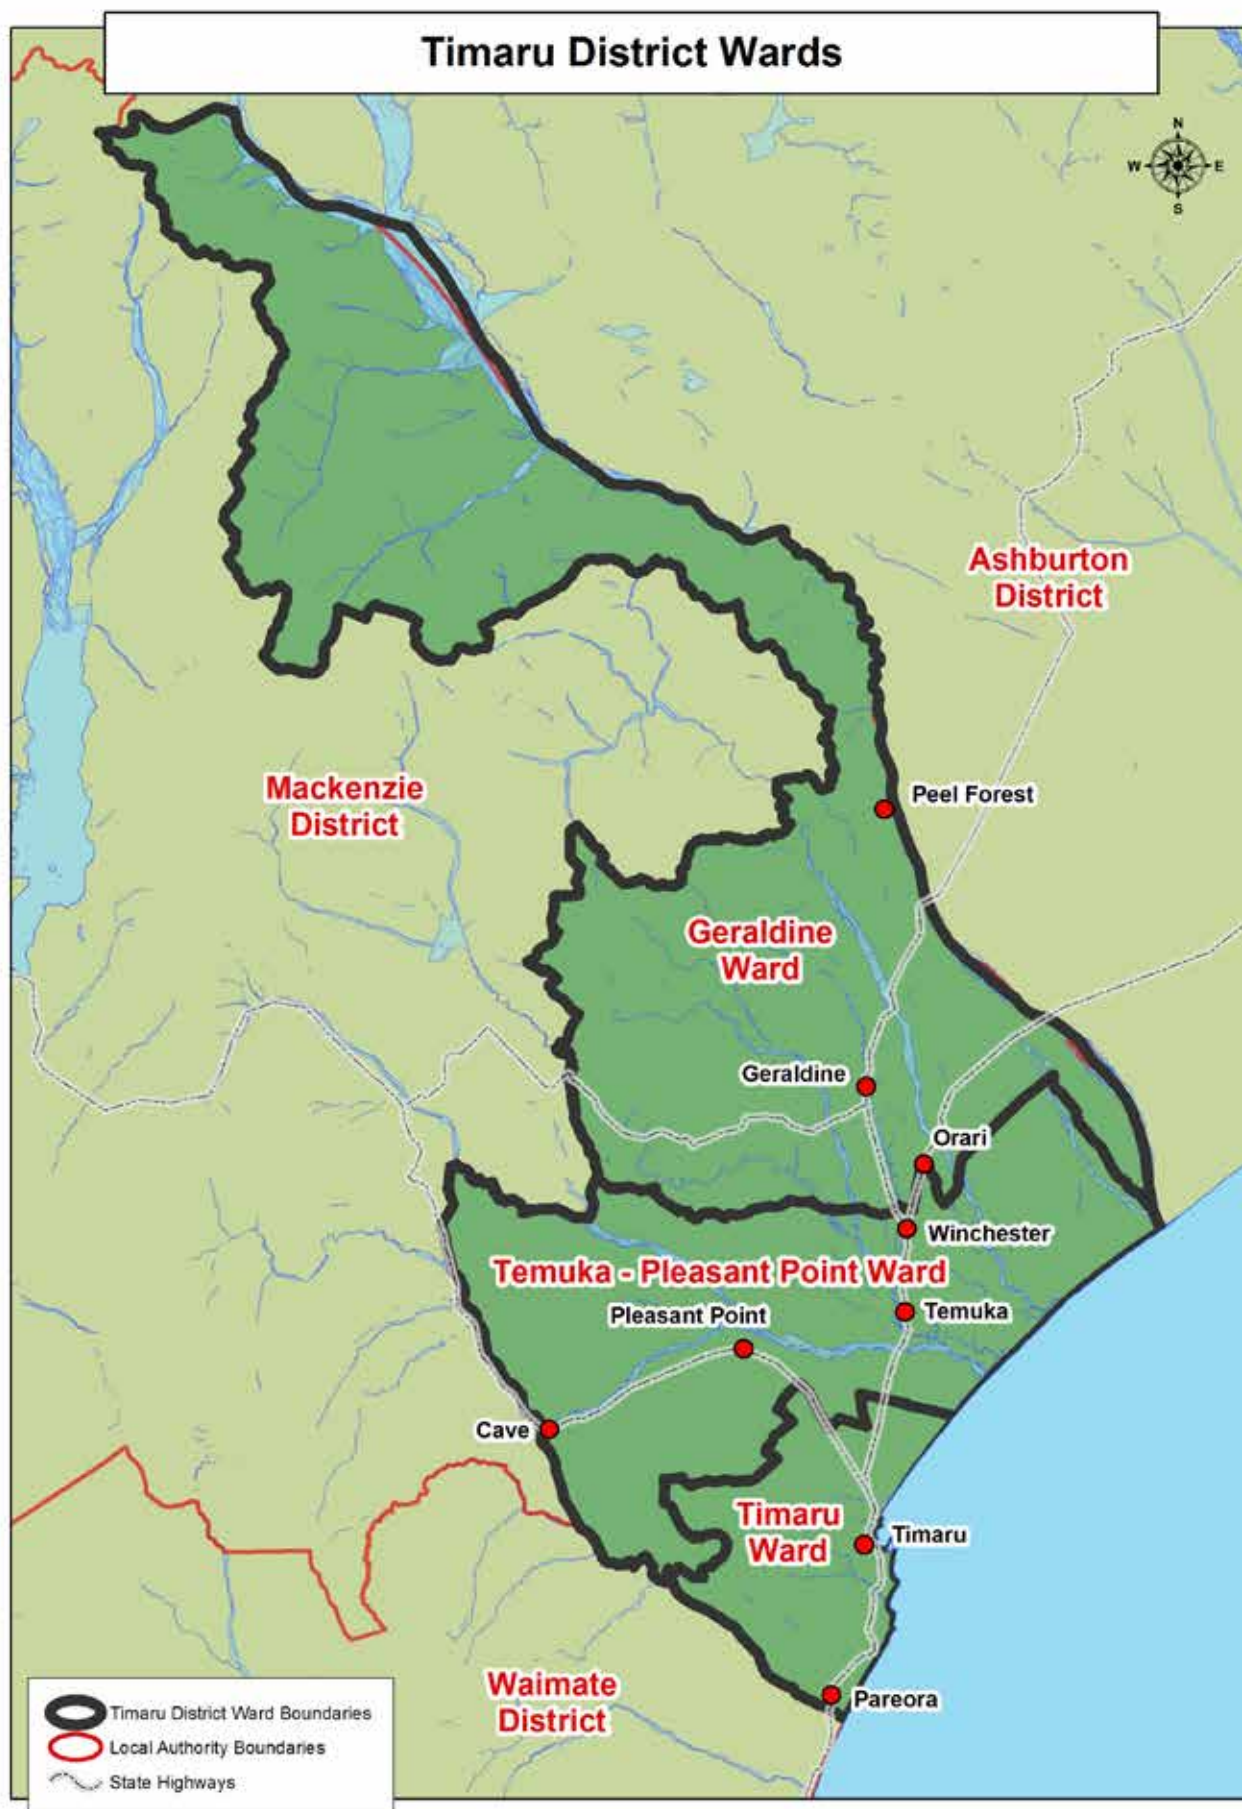 Timaru District Wards
N
W
E
S
Ashburton
District
Mackenzie
District
Peel Forest
Geraldine
Ward
Geraldine
Orari
Winchester
Temuka - Pleasant Point Ward
Pleasant Point
Temuka
Cave
Timaru
Ward
Timaru
Waimate
District
Pareora
Timaru District Ward Boundaries
Local Authority Boundaries
State Highways